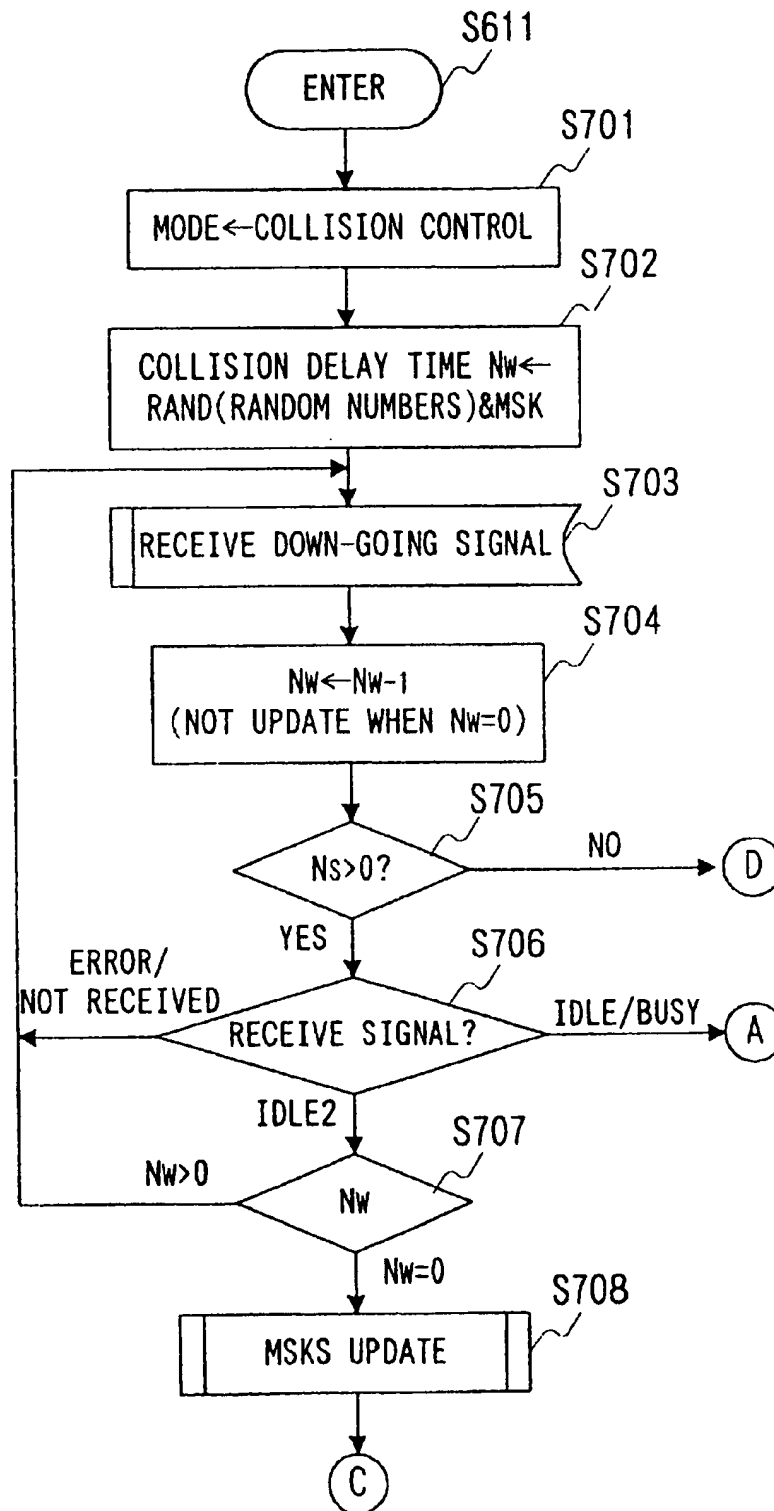 S611
ENTER
S701
MODE←COLLISION CONTROL
S702
COLLISION DELAY TIME Nw←
RAND(RANDOM NUMBERS)&MSK
S703
RECEIVE DOWN-GOING SIGNAL
S704
Nw←Nw-1
(NOT UPDATE WHEN Nw=0)
S705
Ns>0?
NO
D
YES
S706
ERROR/
NOT RECEIVED
RECEIVE SIGNAL?
IDLE/BUSY
A
IDLE2
S707
Nw>0
Nw
Nw=0
S708
MSKS UPDATE
C